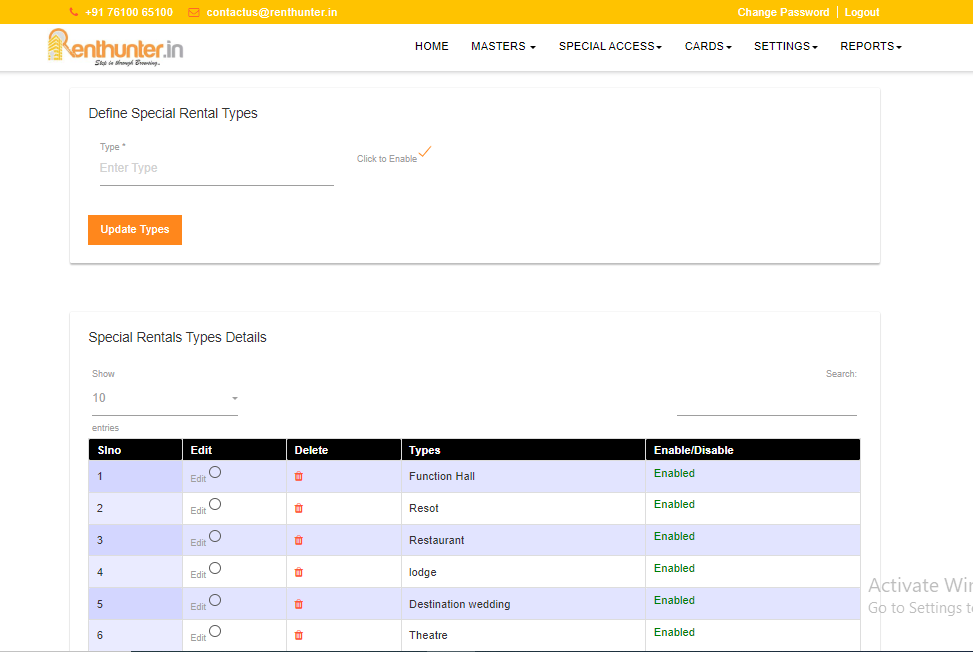 +91 76100 65100 contactus@renthunter.in Change Password Logout
Renthunter.in
Step in through Browsing..
HOME MASTERS SPECIAL ACCESS CARDS SETTINGS REPORTS
Define Special Rental Types
Type *
Enter Type
Click to Enable
Update Types
Special Rentals Types Details
Show Search:
10
entries
Slno Edit Delete Types Enable/Disable
1 Edit Function Hall Enabled
2 Edit Resot Enabled
3 Edit Restaurant Enabled
4 Edit lodge Enabled
5 Edit Destination wedding Enabled
6 Edit Theatre Enabled
Activate Win
Go to Settings to